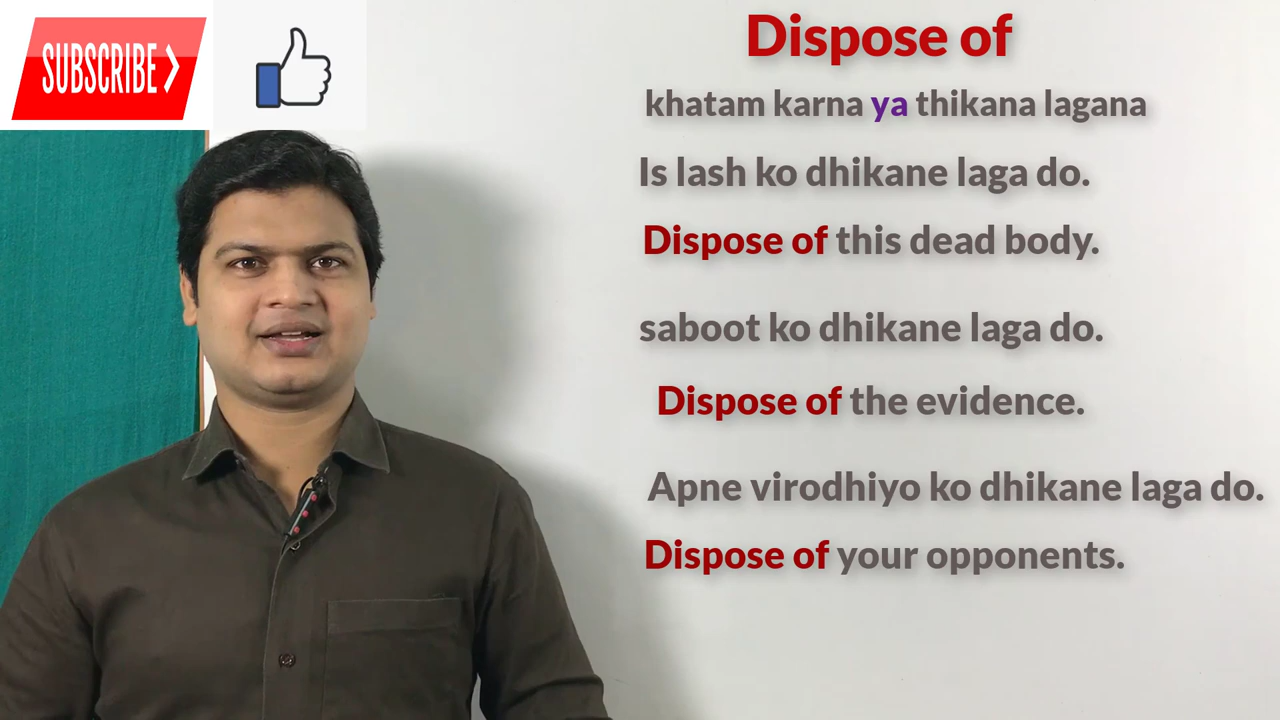 SUBSCRIBE
Dispose of
khatam karna ya thikana lagana
Is lash ko dhikane laga do.
Dispose of this dead body.
saboot ko dhikane laga do.
Dispose of the evidence.
Apne virodhiyo ko dhikane laga do.
Dispose of your opponents.